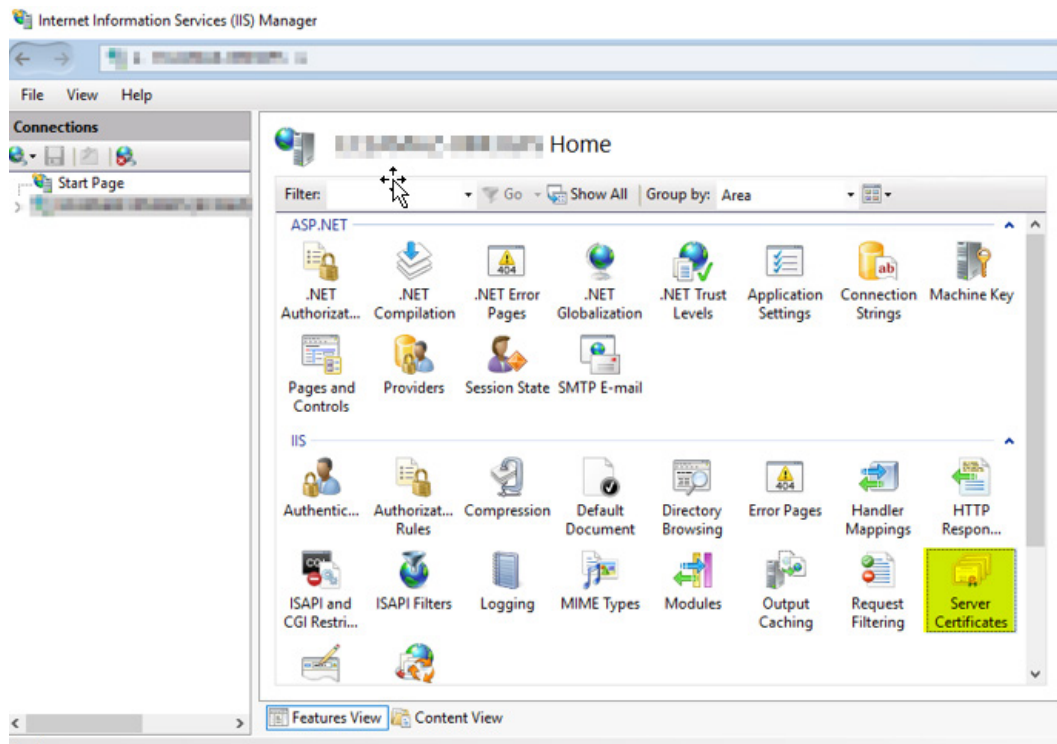 Internet Information Services (IIS) Manager
File View Help
Connections
Start Page
Home
Filter: Go Show All Group by: Area
ASP.NET
.NET Authorizat...
.NET Compilation
404
.NET Error Pages
.NET Globalization
.NET Trust Levels
Application Settings
ab
Connection Strings
Machine Key
Pages and Controls
Providers
Session State
SMTP E-mail
IIS
Authentic...
Authorizat... Rules
Compression
Default Document
Directory Browsing
404
Error Pages
Handler Mappings
HTTP Respon...
ISAPI and CGI Restri...
ISAPI Filters
Logging
MIME Types
Modules
Output Caching
Request Filtering
Server Certificates
Features View Content View